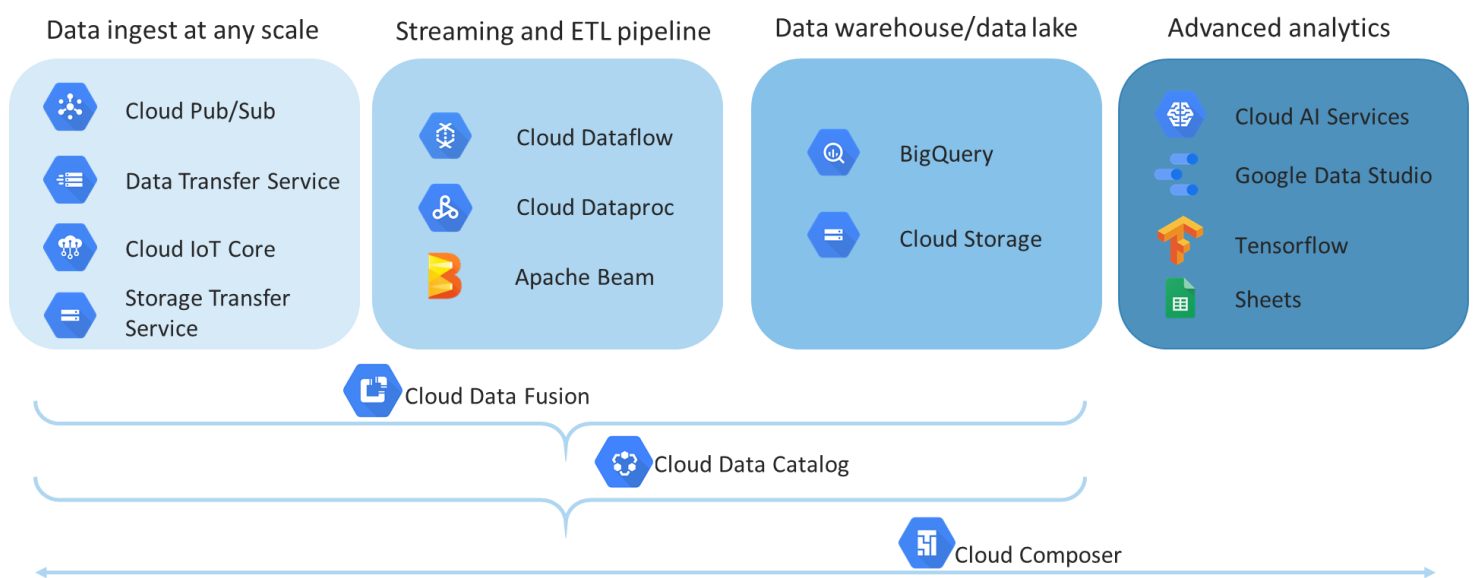 Data ingest at any scale
Streaming and ETL pipeline
Data warehouse/data lake
Advanced analytics
Cloud Pub/Sub
Data Transfer Service
Cloud IoT Core
Storage Transfer
Service
Cloud Dataflow
Cloud Dataproc
Apache Beam
BigQuery
Cloud Storage
Cloud AI Services
Google Data Studio
Tensorflow
Sheets
Cloud Data Fusion
Cloud Data Catalog
Cloud Composer